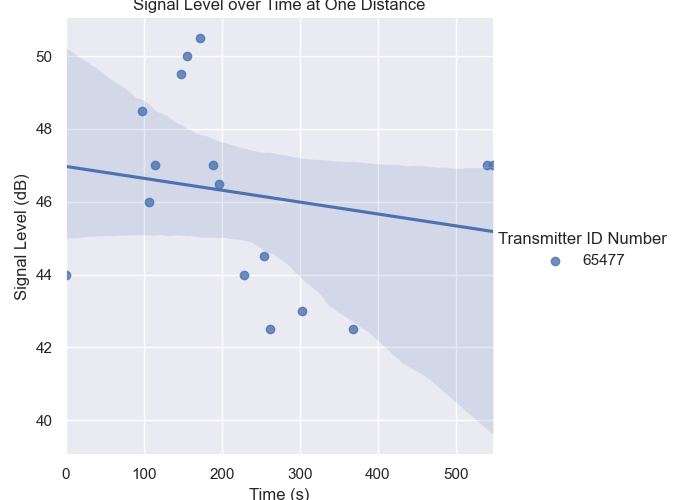 Signal Level over Time at One Distance
50
48
46
44
42
40
Signal Level (dB)
0 100 200 300 400 500
Time (s)
Transmitter ID Number
65477